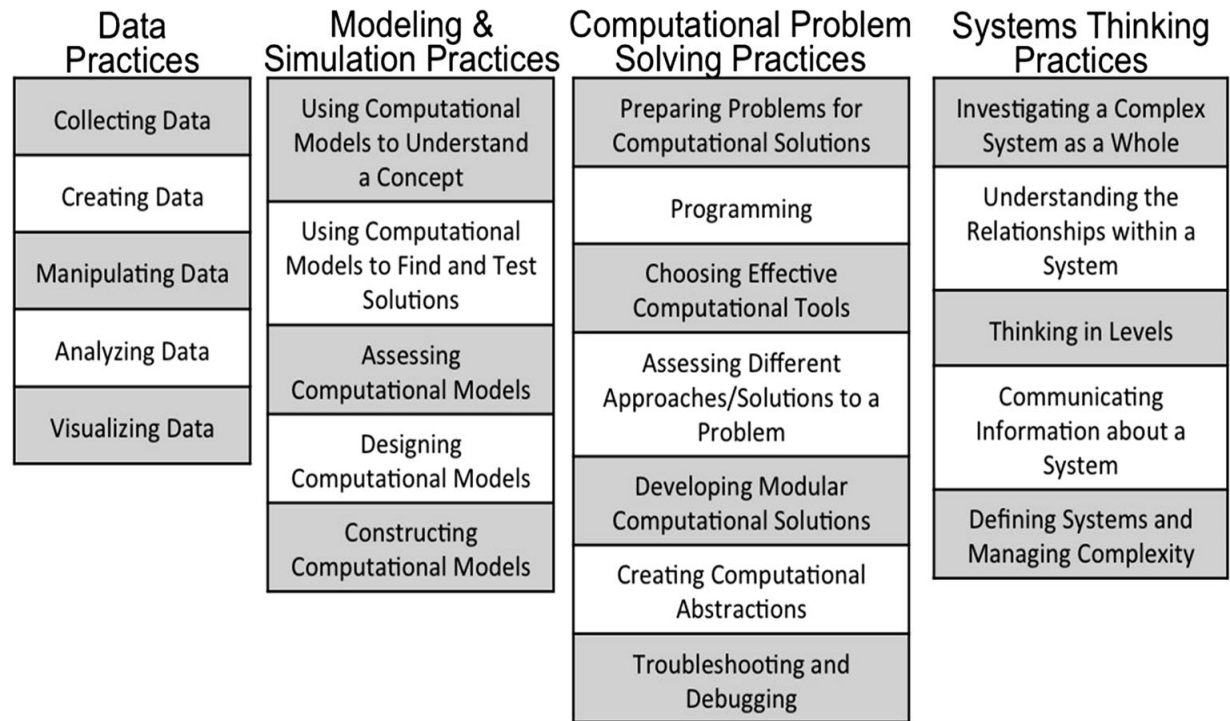 Data
Practices
Collecting Data
Creating Data
Manipulating Data
Analyzing Data
Visualizing Data
Modeling &
Simulation Practices
Using Computational
Models to Understand
a Concept
Using Computational
Models to Find and Test
Solutions
Assessing
Computational Models
Designing
Computational Models
Constructing
Computational Models
Computational Problem
Solving Practices
Preparing Problems for
Computational Solutions
Programming
Choosing Effective
Computational Tools
Assessing Different
Approaches/Solutions to a
Problem
Developing Modular
Computational Solutions
Creating Computational
Abstractions
Troubleshooting and
Debugging
Systems Thinking
Practices
Investigating a Complex
System as a Whole
Understanding the
Relationships within a
System
Thinking in Levels
Communicating
Information about a
System
Defining Systems and
Managing Complexity